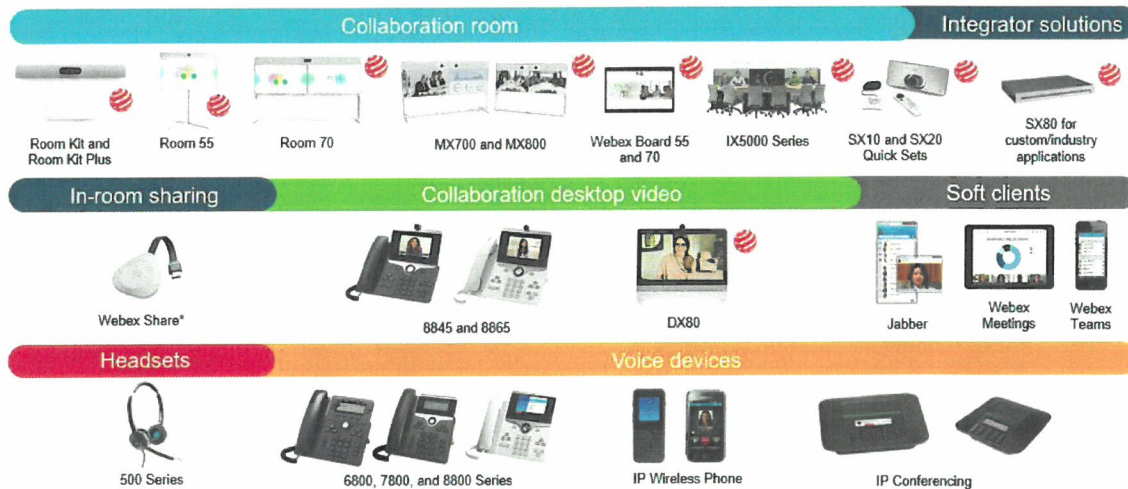 Collaboration room
Integrator solutions
Room Kit and
Room Kit Plus
Room 55
Room 70
MX700 and MX800
Webex Board 55
and 70
IX5000 Series
SX10 and SX20
Quick Sets
SX80 for
custom/industry
applications
In-room sharing
Collaboration desktop video
Soft clients
Webex Share*
8845 and 8865
DX80
Jabber
Webex
Meetings
Webex
Teams
Headsets
Voice devices
500 Series
6800, 7800, and 8800 Series
IP Wireless Phone
IP Conferencing